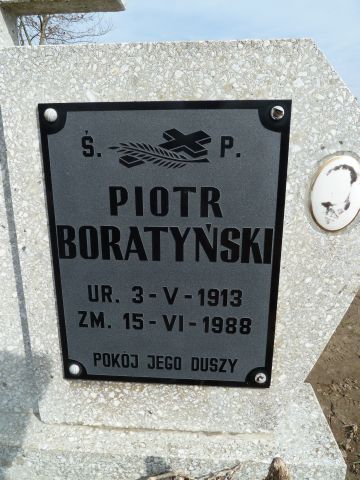 Ś. P.
PIOTR
BORATYŃSKI
UR. 3-V-1913
ZM. 15-VI-1988
POKÓJ JEGO DUSZY